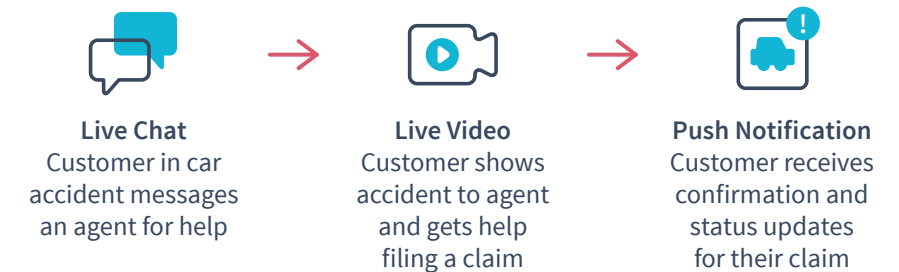 !
Live Chat
Customer in car
accident messages
an agent for help
Live Video
Customer shows
accident to agent
and gets help
filing a claim
Push Notification
Customer receives
confirmation and
status updates
for their claim